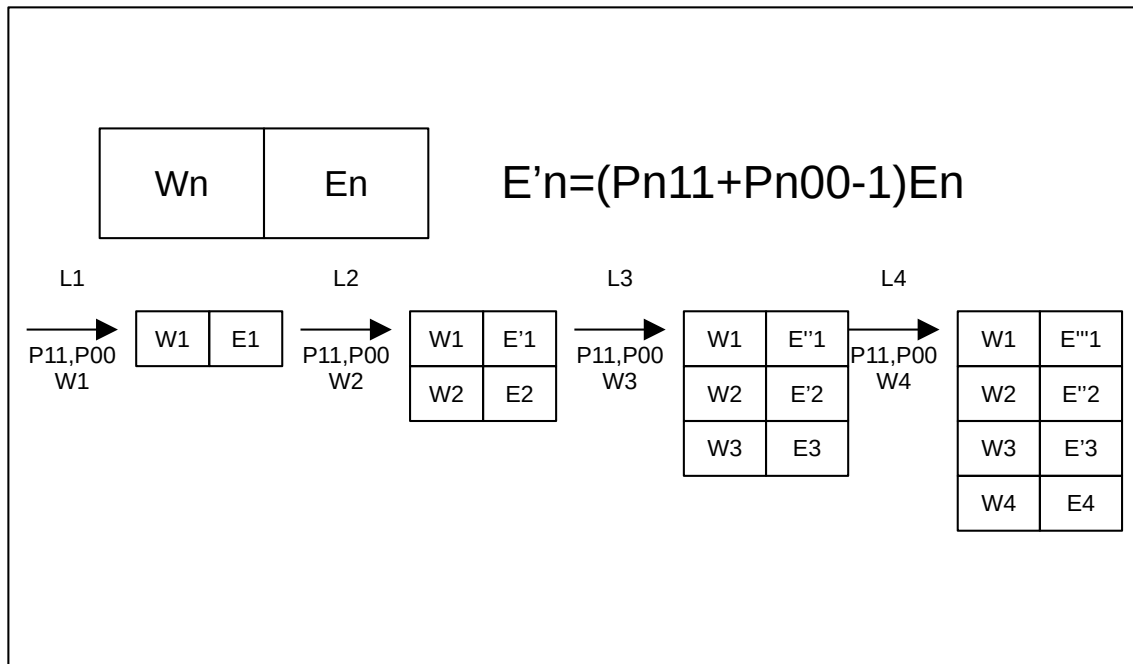 Wn En E’n=(Pn11+Pn00-1)En
L1 L2 L3 L4
W1 E1 W1 E’1 W1 E’’1 W1 E’’’’1
P11,P00 P11,P00 P11,P00 P11,P00
W1 W2 W3 W4
W2 E2 W2 E’2 W2 E’’2
W3 E3 W3 E’3
W4 E4